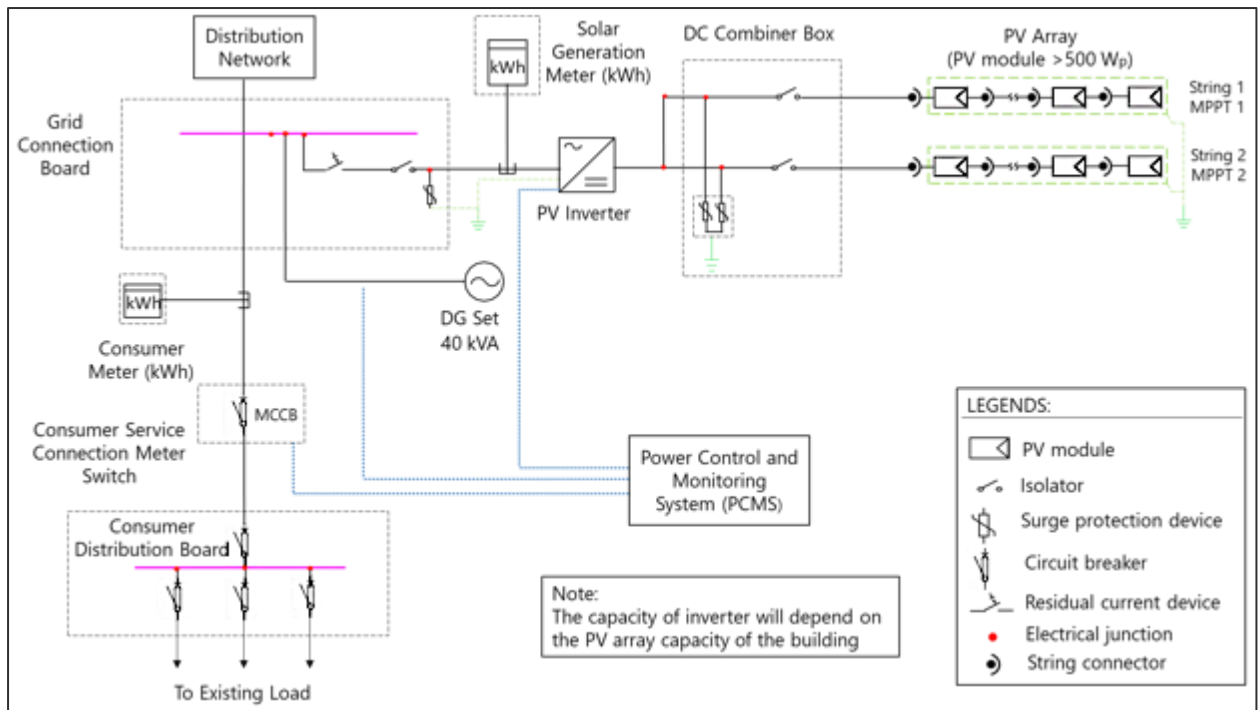 Distribution
Network
kWh
Solar
Generation
Meter (kWh)
DC Combiner Box
PV Array
(PV module >500 Wp)
String 1
MPPT 1
String 2
MPPT 2
Grid
Connection
Board
PV Inverter
kWh
DG Set
40 kVA
Consumer
Meter (kWh)
MCCB
Consumer Service
Connection Meter
Switch
Power Control and
Monitoring
System (PCMS)
Consumer
Distribution Board
To Existing Load
Note:
The capacity of inverter will depend on
the PV array capacity of the building
LEGENDS:
PV module
Isolator
Surge protection device
Circuit breaker
Residual current device
Electrical junction
String connector